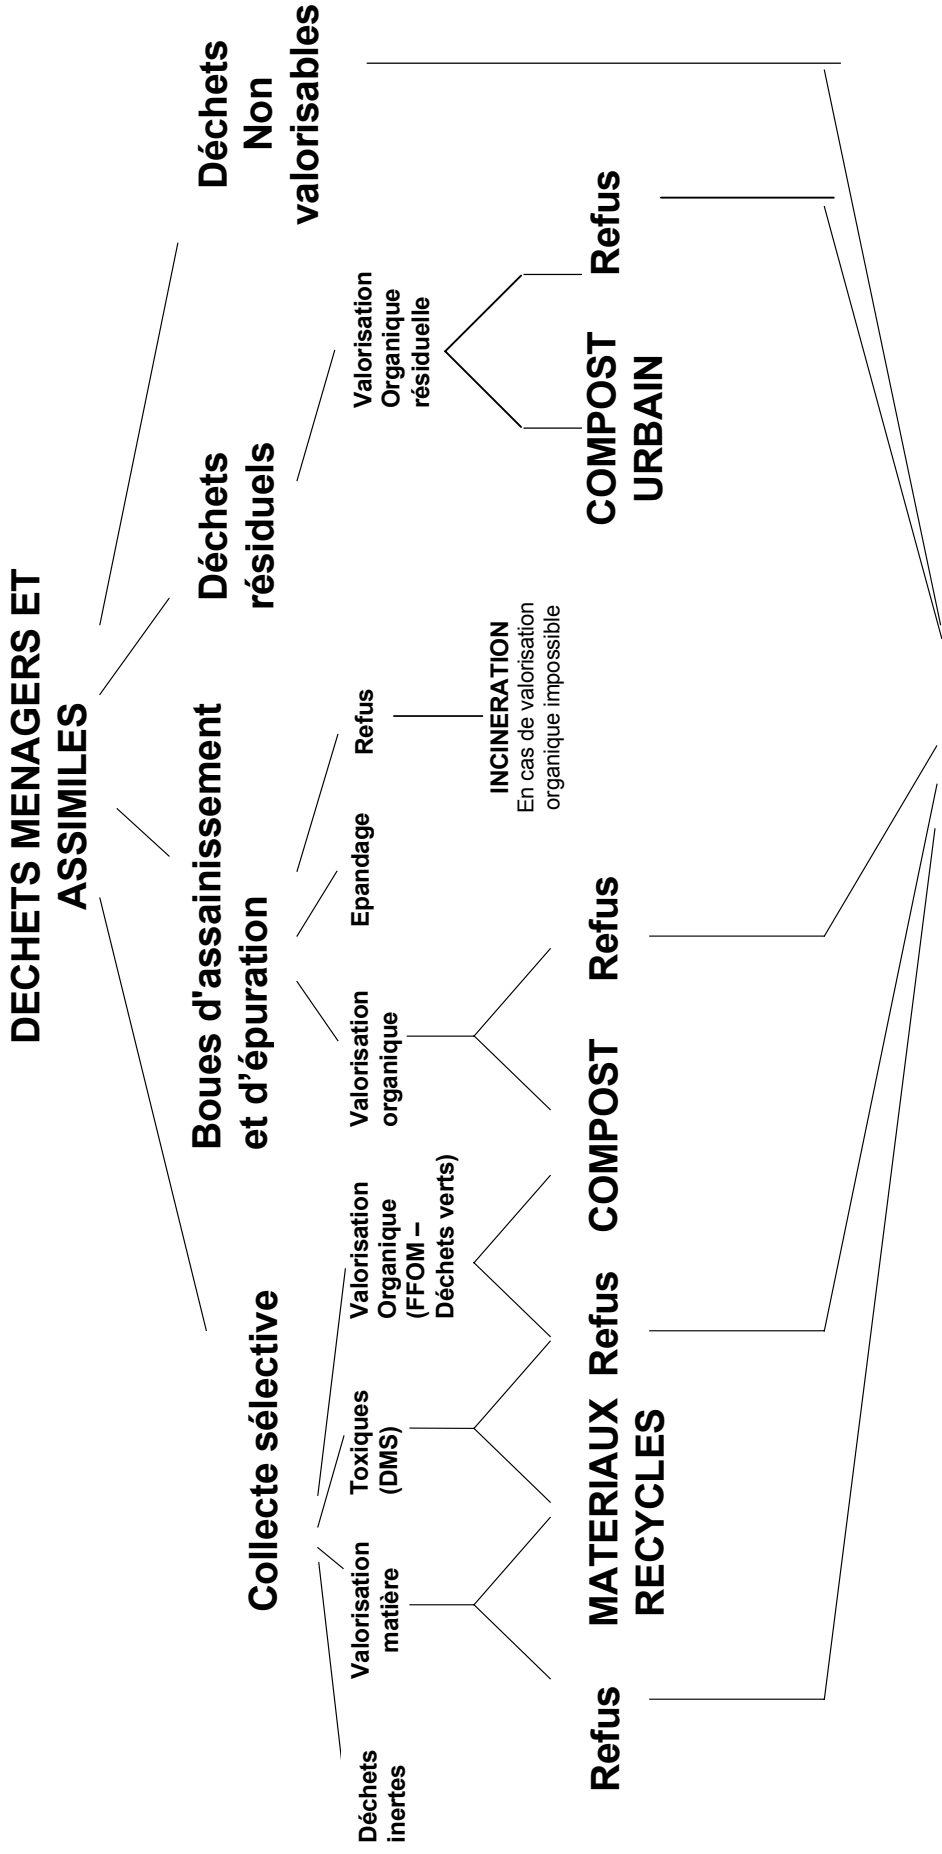 DECHETS MENAGERS ET
ASSIMILES
Collecte sélective
Boues d'assainissement
et d’épuration
Déchets
résiduels
Déchets
Non
valorisables
Déchets
inertes
Valorisation
matière
Toxiques
(DMS)
Valorisation
Organique
(FFOM –
Déchets verts)
Valorisation
organique
Epandage
Refus
Valorisation
Organique
résiduelle
INCINERATION
En cas de valorisation
organique impossible
Refus
MATERIAUX
RECYCLES
Refus
COMPOST
Refus
COMPOST
URBAIN
Refus